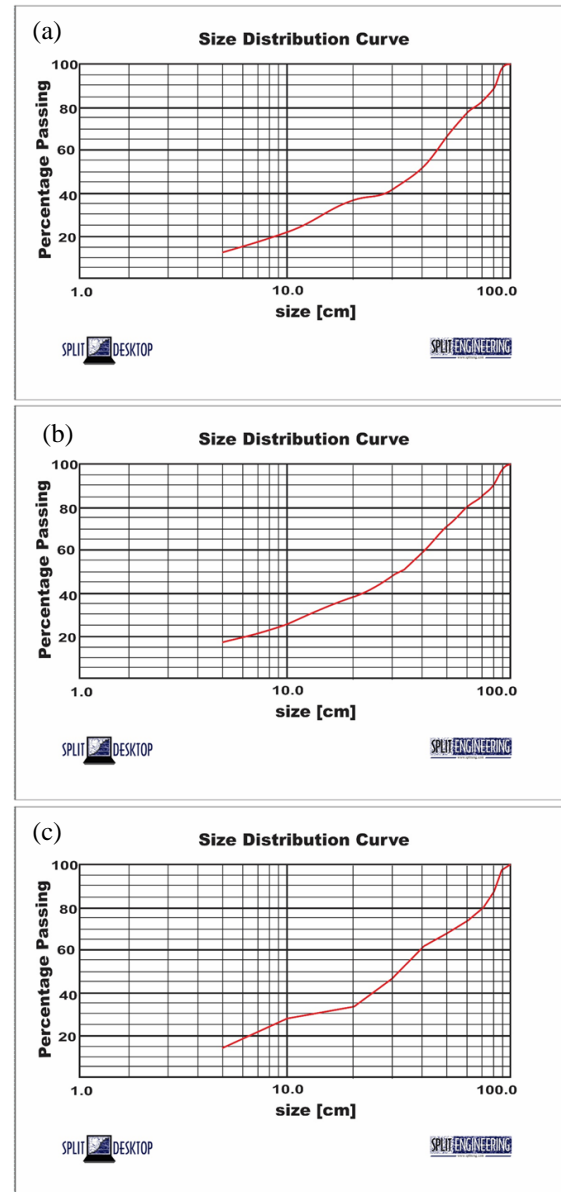 (a)
Size Distribution Curve
Percentage Passing
100
80
60
40
20
1.0 10.0 100.0
size [cm]
SPLIT DESKTOP
SPLIT ENGINEERING
(b)
Size Distribution Curve
Percentage Passing
100
80
60
40
20
1.0 10.0 100.0
size [cm]
SPLIT DESKTOP
SPLIT ENGINEERING
(c)
Size Distribution Curve
Percentage Passing
100
80
60
40
20
1.0 10.0 100.0
size [cm]
SPLIT DESKTOP
SPLIT ENGINEERING